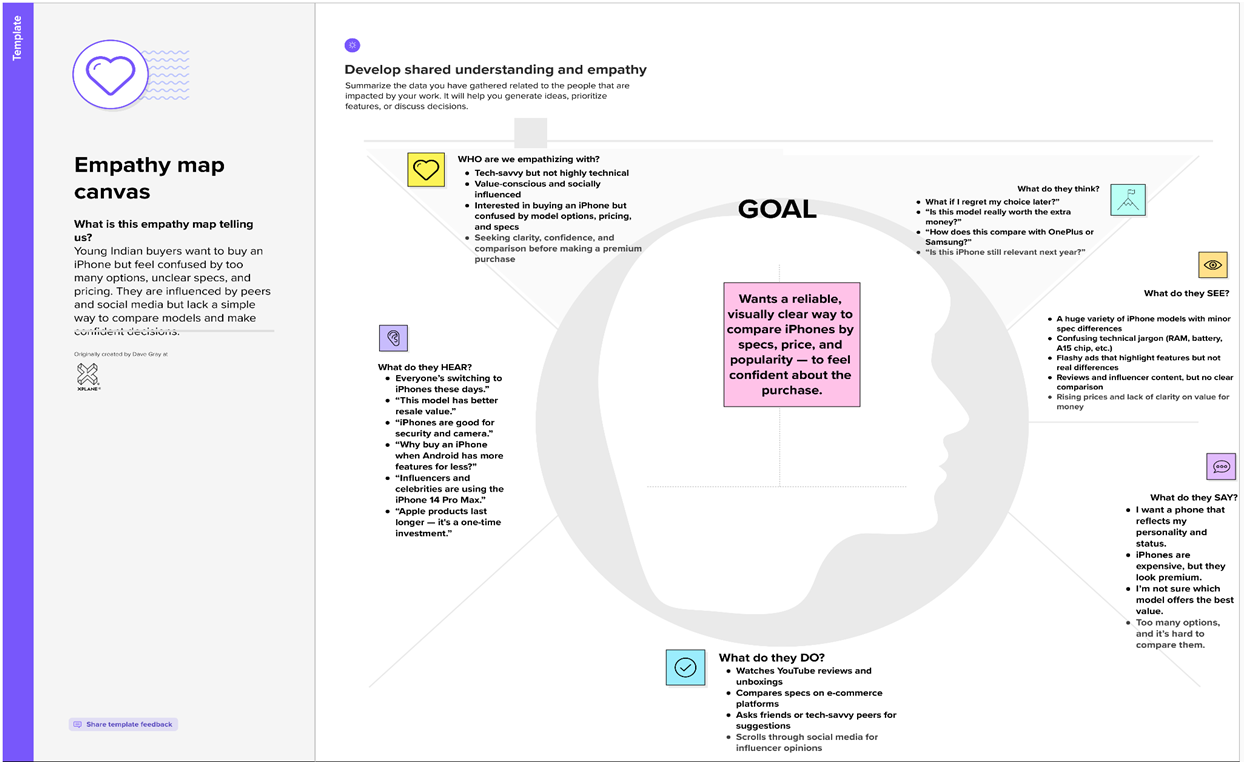 Template
Empathy map
canvas
What is this empathy map telling
us?
Young Indian buyers want to buy an
iPhone but feel confused by too
many options, unclear specs, and
pricing. They are influenced by peers
and social media but lack a simple
way to compare models and make
confident decisions.
Originally created by Dave Gray at
XPLANE
Share template feedback
Develop shared understanding and empathy
Summarize the data you have gathered related to the people that are
impacted by your work. It will help you generate ideas, prioritize
features, or discuss decisions.
WHO are we empathizing with?
• Tech-savvy but not highly technical
• Value-conscious and socially
influenced
• Interested in buying an iPhone but
confused by model options, pricing,
and specs
• Seeking clarity, confidence, and
comparison before making a premium
purchase
GOAL
Wants a reliable,
visually clear way to
compare iPhones by
specs, price, and
popularity — to feel
confident about the
purchase.
What do they think?
• What if I regret my choice later?”
• “Is this model really worth the extra
money?”
• “How does this compare with OnePlus or
Samsung?”
• “Is this iPhone still relevant next year?”
What do they SEE?
• A huge variety of iPhone models with minor
spec differences
• Confusing technical jargon (RAM, battery,
A15 chip, etc.)
• Flashy ads that highlight features but not
real differences
• Reviews and influencer content, but no clear
comparison
• Rising prices and lack of clarity on value for
money
What do they HEAR?
• Everyone’s switching to
iPhones these days.”
• “This model has better
resale value.”
• “iPhones are good for
security and camera.”
• “Why buy an iPhone
when Android has more
features for less?”
• “Influencers and
celebrities are using the
iPhone 14 Pro Max.”
• “Apple products last
longer — it’s a one-time
investment.”
What do they SAY?
• I want a phone that
reflects my
personality and
status.
• iPhones are
expensive, but they
look premium.
• I’m not sure which
model offers the best
value.
• Too many options,
and it’s hard to
compare them.
What do they DO?
• Watches YouTube reviews and
unboxings
• Compares specs on e-commerce
platforms
• Asks friends or tech-savvy peers for
suggestions
• Scrolls through social media for
influencer opinions